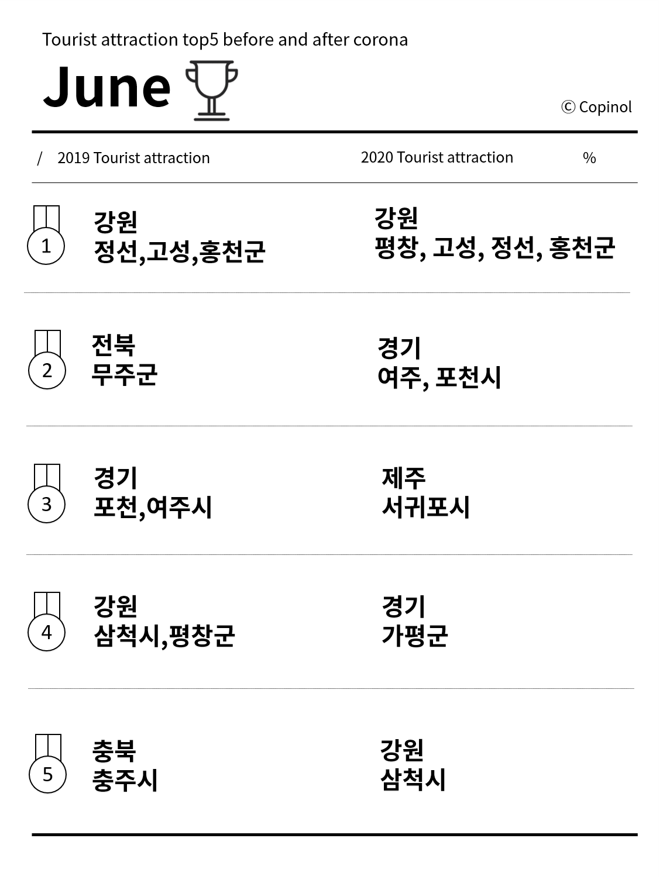 Tourist attraction top5 before and after corona
June
Ⓒ Copinol
/ 2019 Tourist attraction 2020 Tourist attraction %
1
강원
정선,고성,홍천군
강원
평창, 고성, 정선, 홍천군
2
전북
무주군
경기
여주, 포천시
3
경기
포천,여주시
제주
서귀포시
4
강원
삼척시,평창군
경기
가평군
5
충북
충주시
강원
삼척시